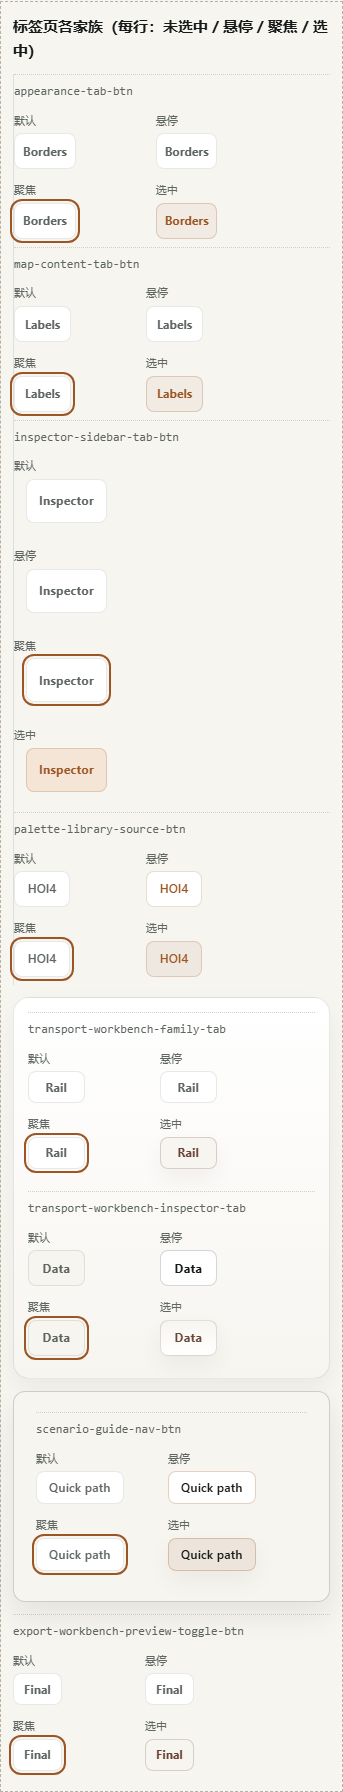 标签页各家族（每行：未选中 / 悬停 / 聚焦 / 选
中）
appearance-tab-btn
默认 悬停
Borders Borders
聚焦 选中
Borders Borders
map-content-tab-btn
默认 悬停
Labels Labels
聚焦 选中
Labels Labels
inspector-sidebar-tab-btn
默认
Inspector
悬停
Inspector
聚焦
Inspector
选中
Inspector
palette-library-source-btn
默认 悬停
HOI4 HOI4
聚焦 选中
HOI4 HOI4
transport-workbench-family-tab
默认 悬停
Rail Rail
聚焦 选中
Rail Rail
transport-workbench-inspector-tab
默认 悬停
Data Data
聚焦 选中
Data Data
scenario-guide-nav-btn
默认 悬停
Quick path Quick path
聚焦 选中
Quick path Quick path
export-workbench-preview-toggle-btn
默认 悬停
Final Final
聚焦 选中
Final Final